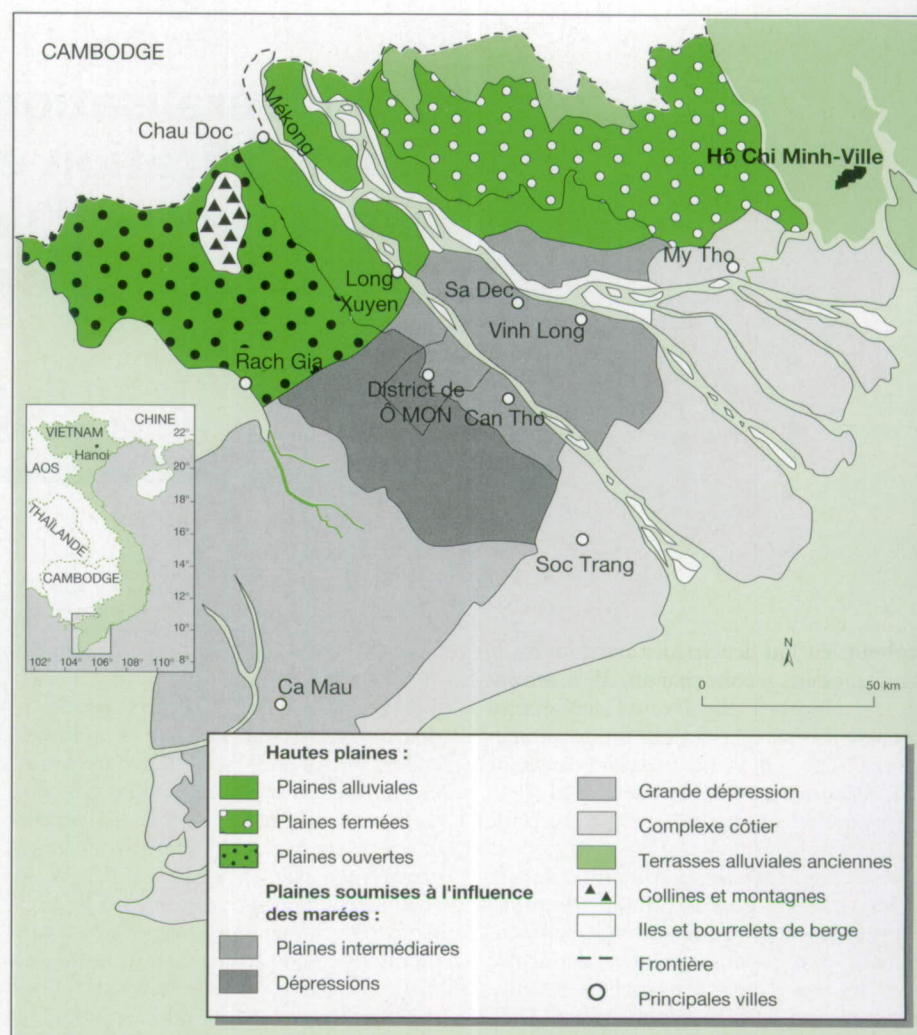 CAMBODGE
Mékong
Chau Doc
Hô Chi Minh-Ville
My Tho
Long
Xuyen
Sa Dec
Vinh Long
Rach Gia
District de
Ô MON
Can Tho
Soc Trang
Ca Mau
VIETNAM
CHINE
Hanoi
LAOS
THAÏLANDE
CAMBODGE
22°
20°
18°
16°
14°
12°
10°
8°
102° 104° 106° 108° 110°
N
0 50 km
Hautes plaines :
Plaines alluviales
Plaines fermées
Plaines ouvertes
Plaines soumises à l'influence
des marées :
Plaines intermédiaires
Dépressions
Grande dépression
Complexe côtier
Terrasses alluviales anciennes
Collines et montagnes
Iles et bourrelets de berge
Frontière
Principales villes